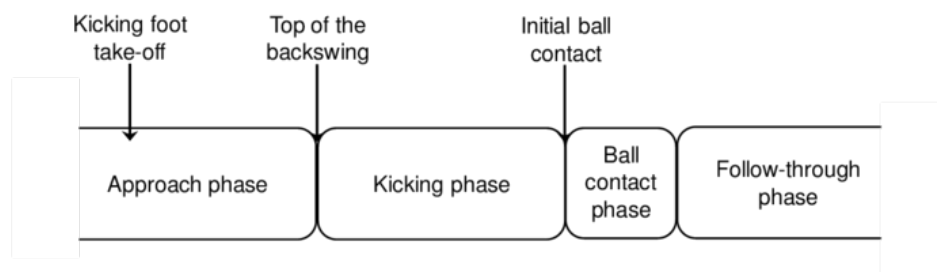 Kicking foot
take-off
Top of the
backswing
Initial ball
contact
Approach phase
Kicking phase
Ball
contact
phase
Follow-through
phase